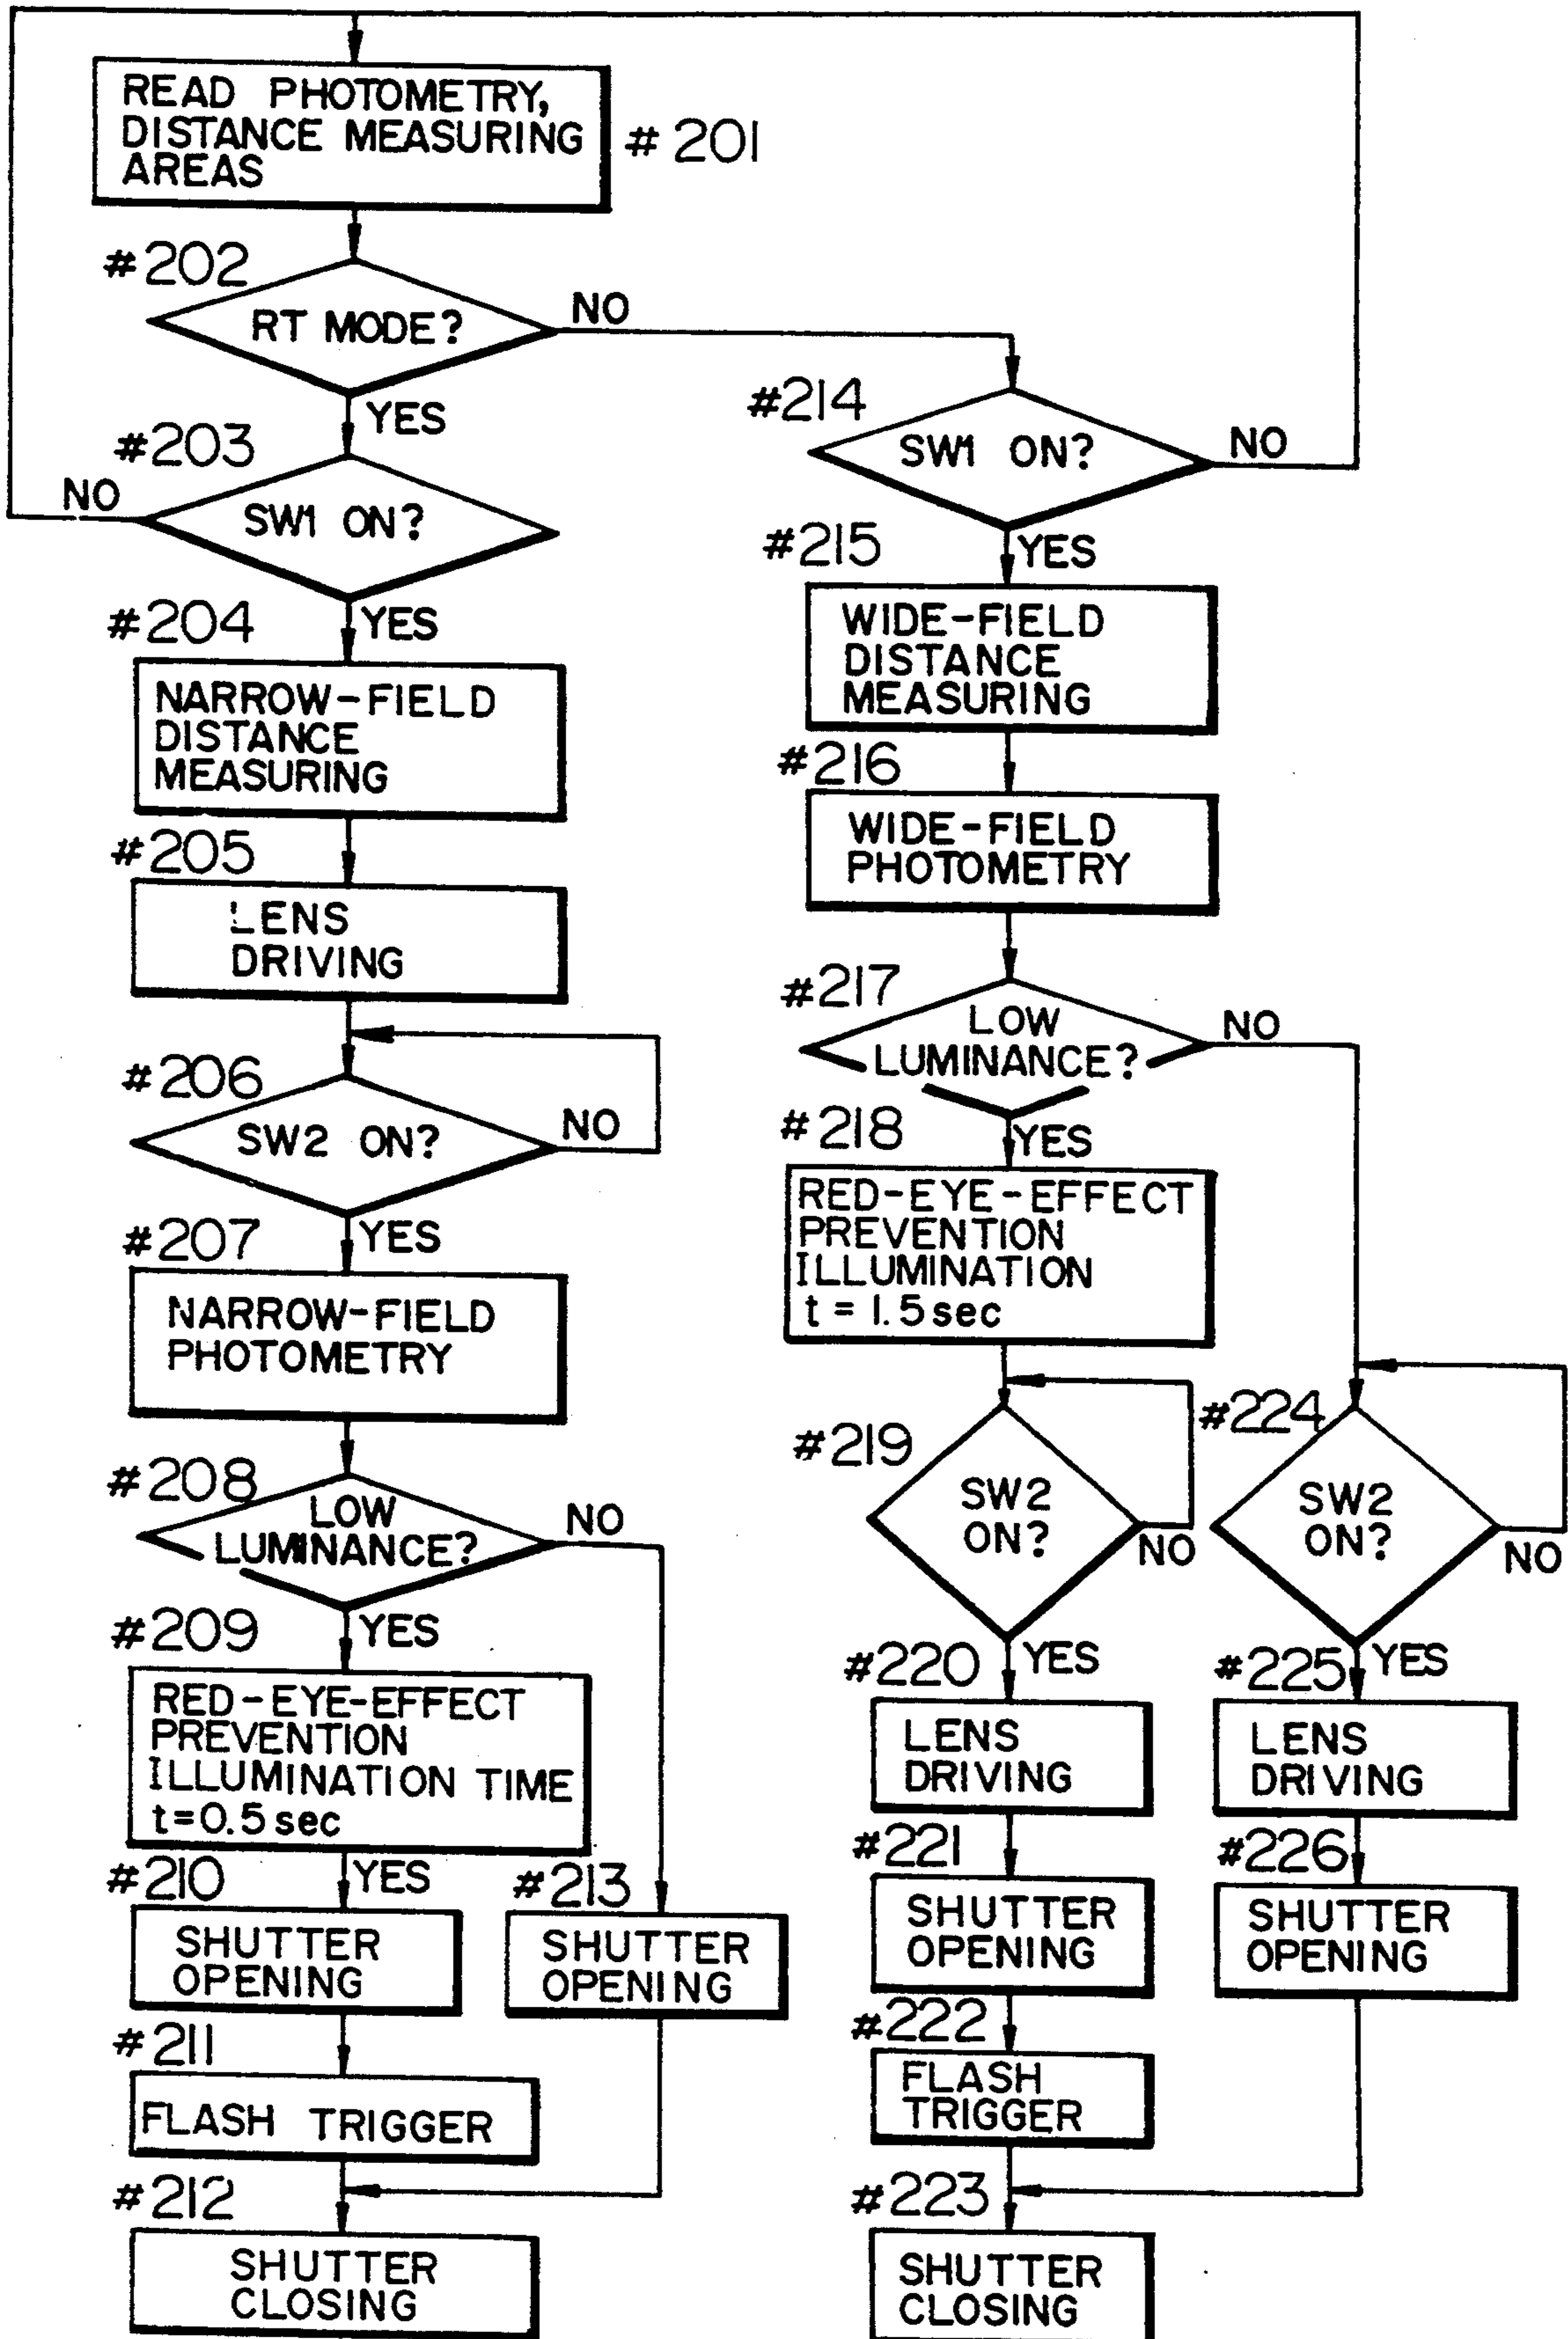 READ PHOTOMETRY,
DISTANCE MEASURING
AREAS
#201
#202
RT MODE?
NO
YES
#203
SW1 ON?
NO
YES
#204
NARROW-FIELD
DISTANCE
MEASURING
#205
LENS
DRIVING
#206
SW2 ON?
NO
YES
#207
NARROW-FIELD
PHOTOMETRY
#208
LOW
LUMINANCE?
NO
YES
#209
RED-EYE-EFFECT
PREVENTION
ILLUMINATION TIME
t=0.5 sec
YES
#210
SHUTTER
OPENING
#213
SHUTTER
OPENING
#211
FLASH TRIGGER
#212
SHUTTER
CLOSING
#214
SW1 ON?
NO
YES
#215
WIDE-FIELD
DISTANCE
MEASURING
#216
WIDE-FIELD
PHOTOMETRY
#217
LOW
LUMINANCE?
NO
YES
#218
RED-EYE-EFFECT
PREVENTION
ILLUMINATION
t = 1.5 sec
#219
SW2
ON?
NO
YES
#220
LENS
DRIVING
#221
SHUTTER
OPENING
#222
FLASH
TRIGGER
#223
SHUTTER
CLOSING
#224
SW2
ON?
NO
YES
#225
LENS
DRIVING
#226
SHUTTER
OPENING